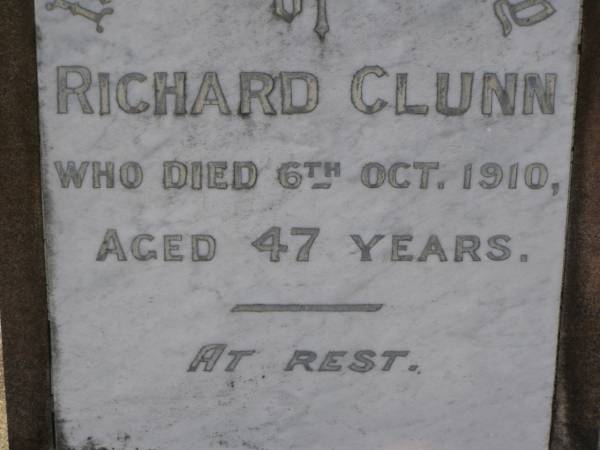 RICHARD CLUNN
WHO DIED 6TH OCT. 1910,
AGED 47 YEARS.
AT REST.